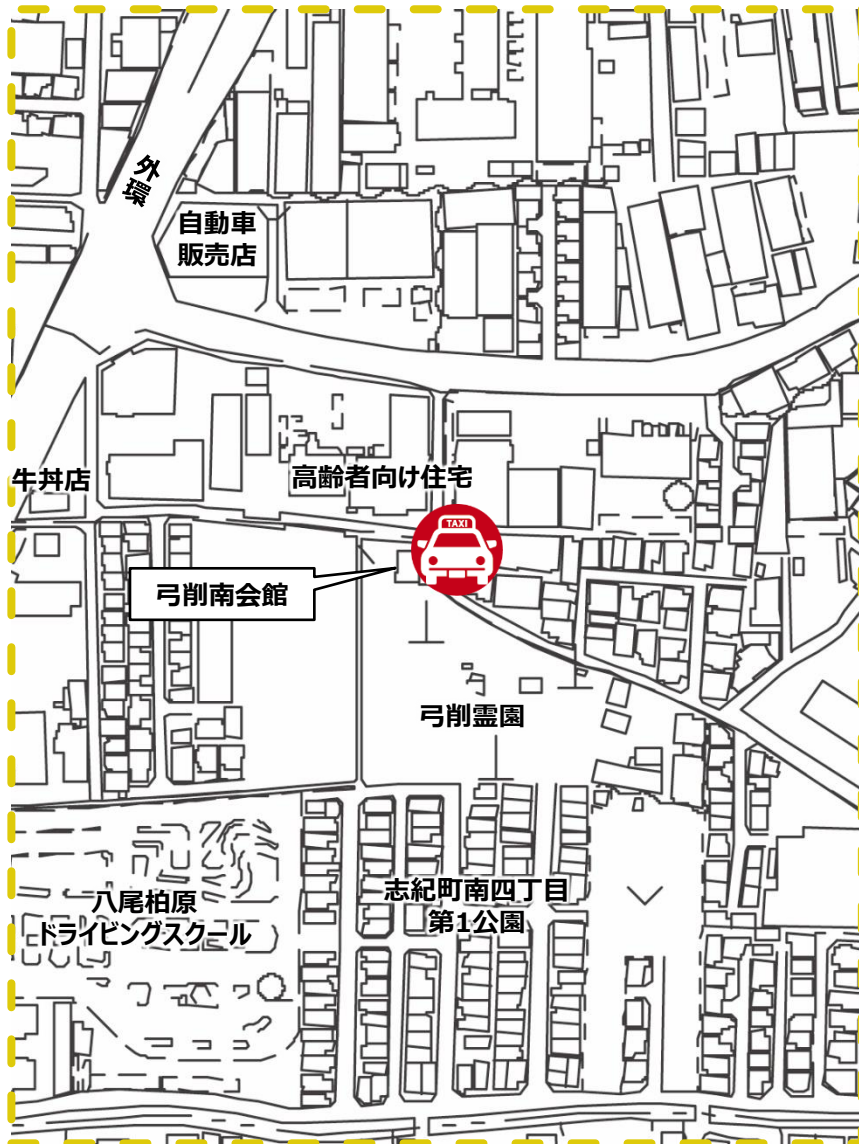 外環
自動車
販売店
牛丼店
高齢者向け住宅
TAXI
弓削南会館
弓削霊園
志紀町南四丁目
第1公園
八尾柏原
ドライビングスクール